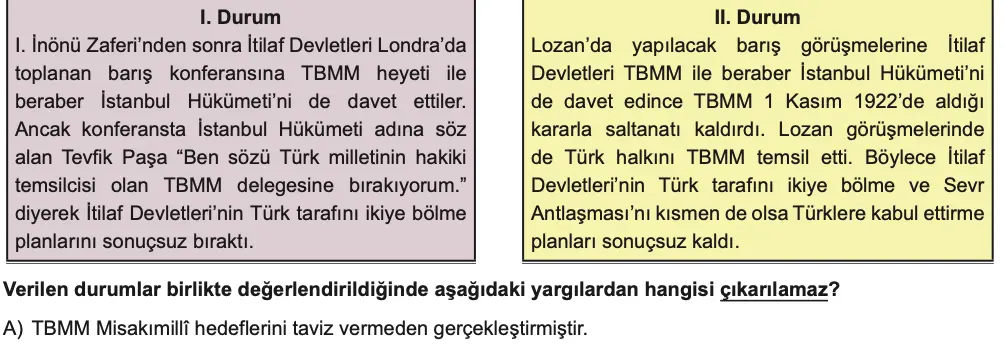 I. Durum
I. İnönü Zaferi’nden sonra İtilaf Devletleri Londra’da
toplanan barış konferansına TBMM heyeti ile
beraber İstanbul Hükümeti’ni de davet ettiler.
Ancak konferansta İstanbul Hükümeti adına söz
alan Tevfik Paşa “Ben sözü Türk milletinin hakiki
temsilcisi olan TBMM delegesine bırakıyorum.”
diyerek İtilaf Devletleri’nin Türk tarafını ikiye bölme
planlarını sonuçsuz bıraktı.
II. Durum
Lozan’da yapılacak barış görüşmelerine İtilaf
Devletleri TBMM ile beraber İstanbul Hükümeti’ni
de davet edince TBMM 1 Kasım 1922’de aldığı
kararla saltanatı kaldırdı. Lozan görüşmelerinde
de Türk halkını TBMM temsil etti. Böylece İtilaf
Devletleri’nin Türk tarafını ikiye bölme ve Sevr
Antlaşması’nı kısmen de olsa Türklere kabul ettirme
planları sonuçsuz kaldı.
Verilen durumlar birlikte değerlendirildiğinde aşağıdaki yargılardan hangisi çıkarılamaz?
A) TBMM Misakımillî hedeflerini taviz vermeden gerçekleştirmiştir.